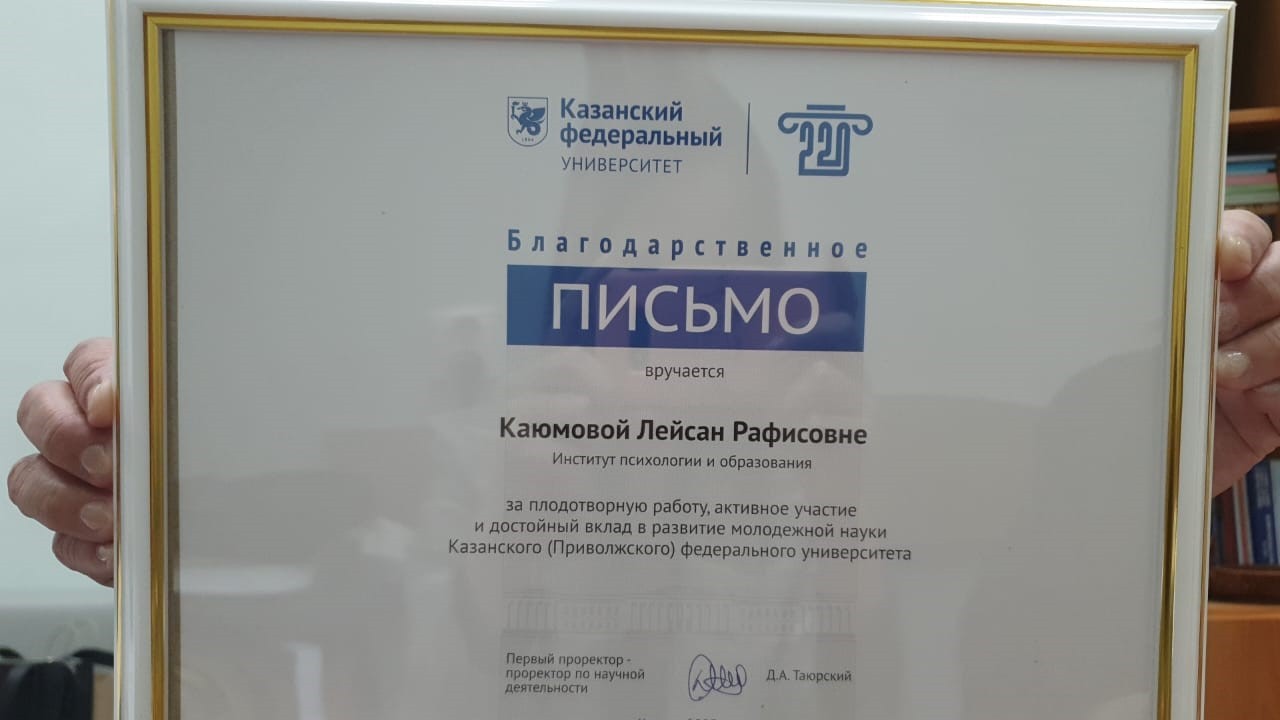 Казанский
федеральный
УНИВЕРСИТЕТ
220
Благодарственное
ПИСЬМО
вручается
Каюмовой Лейсан Рафисовне
Институт психологии и образования
за плодотворную работу, активное участие
и достойный вклад в развитие молодежной науки
Казанского (Приволжского) федерального университета
Первый проректор -
проректор по научной
деятельности
Д.А. Таюрский